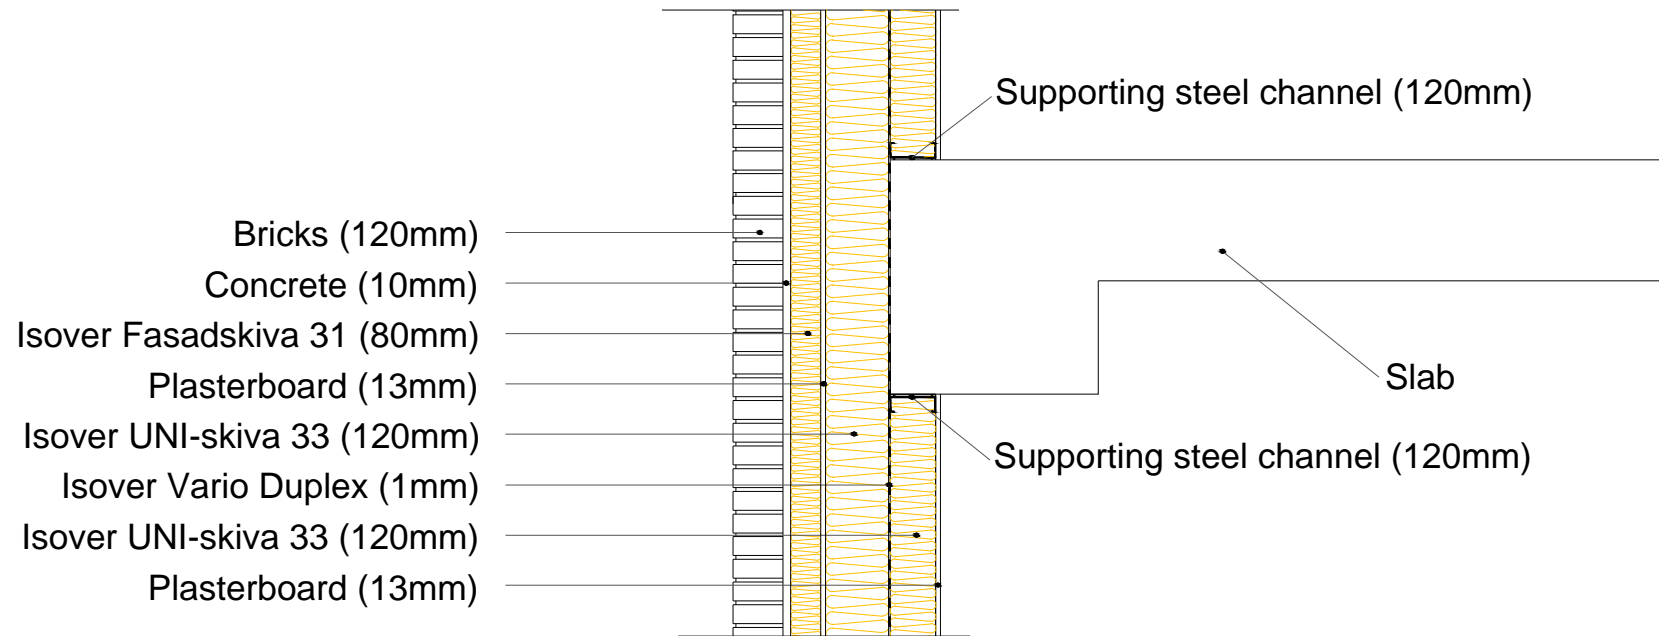 Supporting steel channel (120mm)
Bricks (120mm)
Concrete (10mm)
Isover Fasadskiva 31 (80mm)
Plasterboard (13mm)
Slab
Isover UNI-skiva 33 (120mm)
Supporting steel channel (120mm)
Isover Vario Duplex (1mm)
Isover UNI-skiva 33 (120mm)
Plasterboard (13mm)